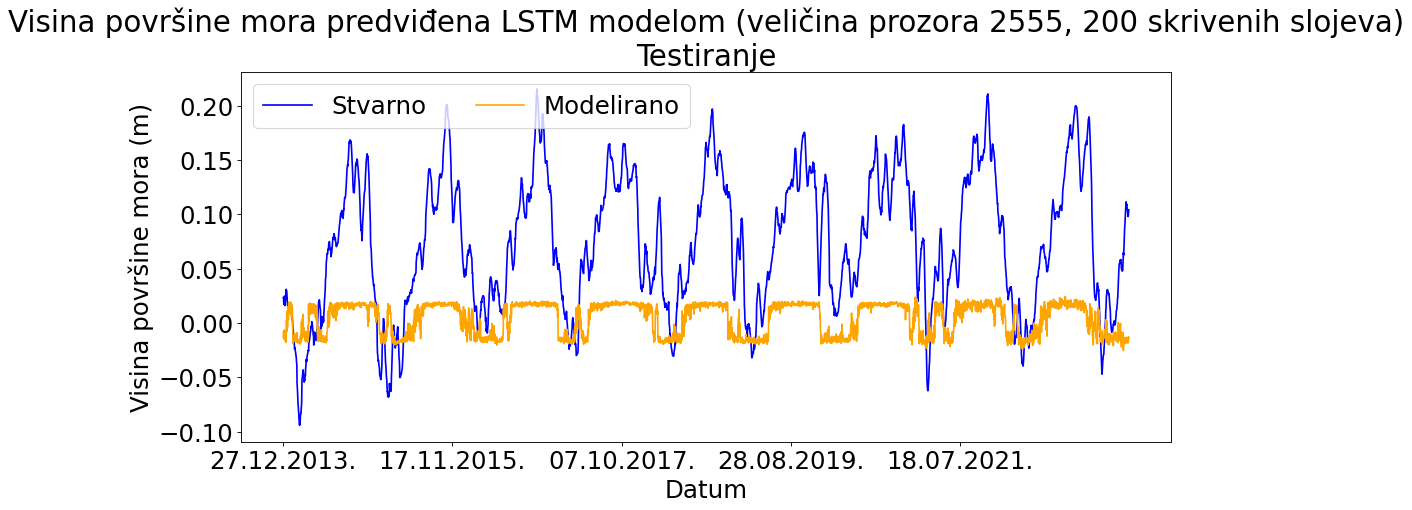 Visina površine mora predviđena LSTM modelom (veličina prozora 2555, 200 skrivenih slojeva)
Testiranje
Stvarno Modelirano
Visina površine mora (m)
0.20
0.15
0.10
0.05
0.00
−0.05
−0.10
27.12.2013. 17.11.2015. 07.10.2017. 28.08.2019. 18.07.2021.
Datum